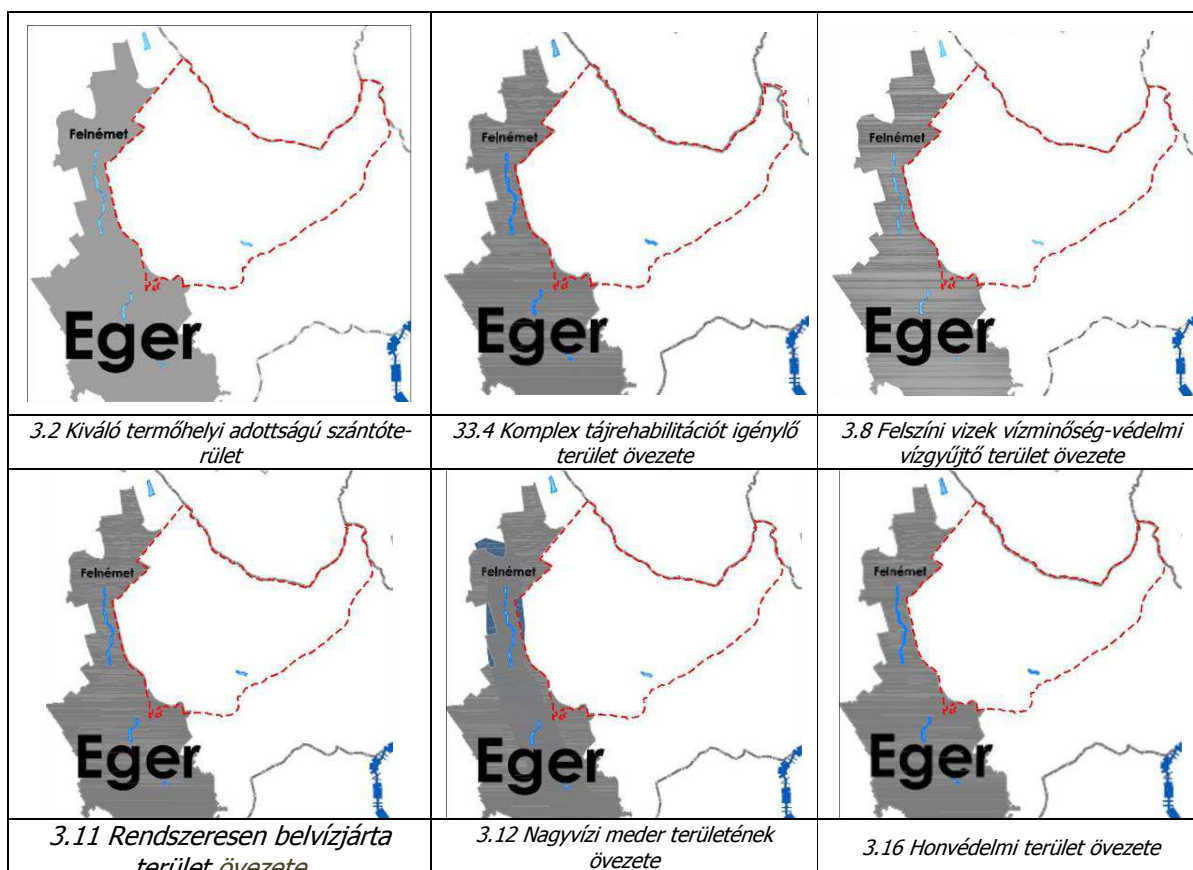 Felnémet
Eger
Felnémet
Eger
Felnémet
Eger
3.2 Kiváló termőhelyi adottságú szántóte-
rület
33.4 Komplex tájrehabilitációt igénylő
terület övezete
3.8 Felszíni vizek vízminőség-védelmi
vízgyűjtő terület övezete
Felnémet
Eger
Felnémet
Eger
Felnémet
Eger
3.11 Rendszeresen belvízjárta
terület övezete
3.12 Nagyvízi meder területének
övezete
3.16 Honvédelmi terület övezete